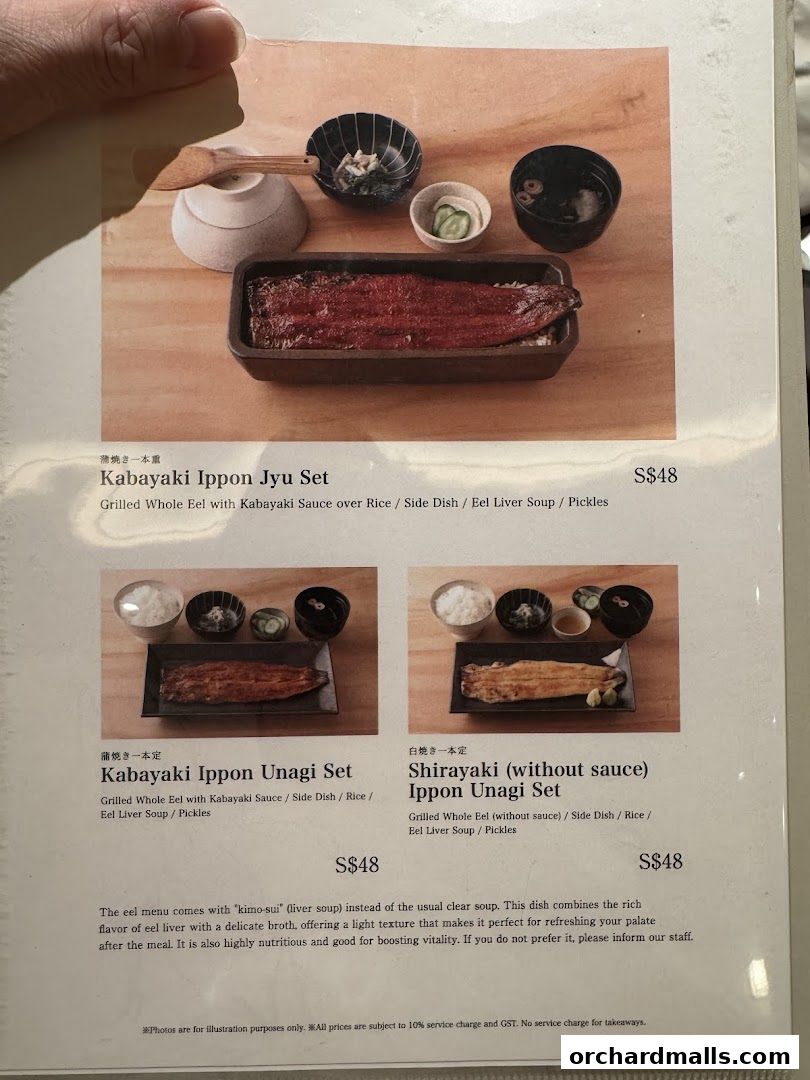 蒲焼き一本重
Kabayaki Ippon Jyu Set
S$48
Grilled Whole Eel with Kabayaki Sauce over Rice / Side Dish / Eel Liver Soup / Pickles
蒲焼き一本定
Kabayaki Ippon Unagi Set
Grilled Whole Eel with Kabayaki Sauce / Side Dish / Rice /
Eel Liver Soup / Pickles
S$48
白焼き一本定
Shirayaki (without sauce)
Ippon Unagi Set
Grilled Whole Eel (without sauce) / Side Dish / Rice /
Eel Liver Soup / Pickles
S$48
The eel menu comes with "kimo-sui" (liver soup) instead of the usual clear soup. This dish combines the rich
flavor of eel liver with a delicate broth, offering a light texture that makes it perfect for refreshing your palate
after the meal. It is also highly nutritious and good for boosting vitality. If you do not prefer it, please inform our staff.
※Photos are for illustration purposes only. ※All prices are subject to 10% service charge and GST. No service charge for takeaways.
orchardmalls.com